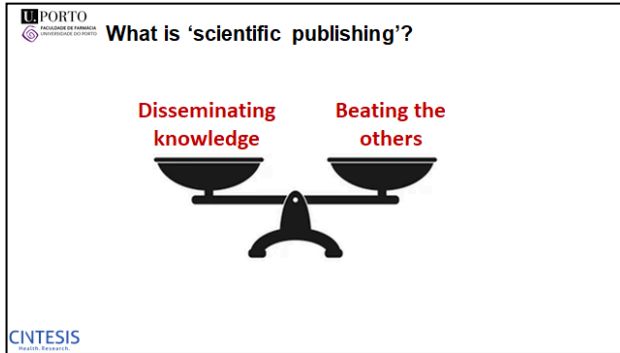 U. PORTO
FACULDADE DE FARMÁCIA
UNIVERSIDADE DO PORTO
What is ‘scientific publishing’?
Disseminating
knowledge
Beating the
others
CINTESIS
Health. Research.